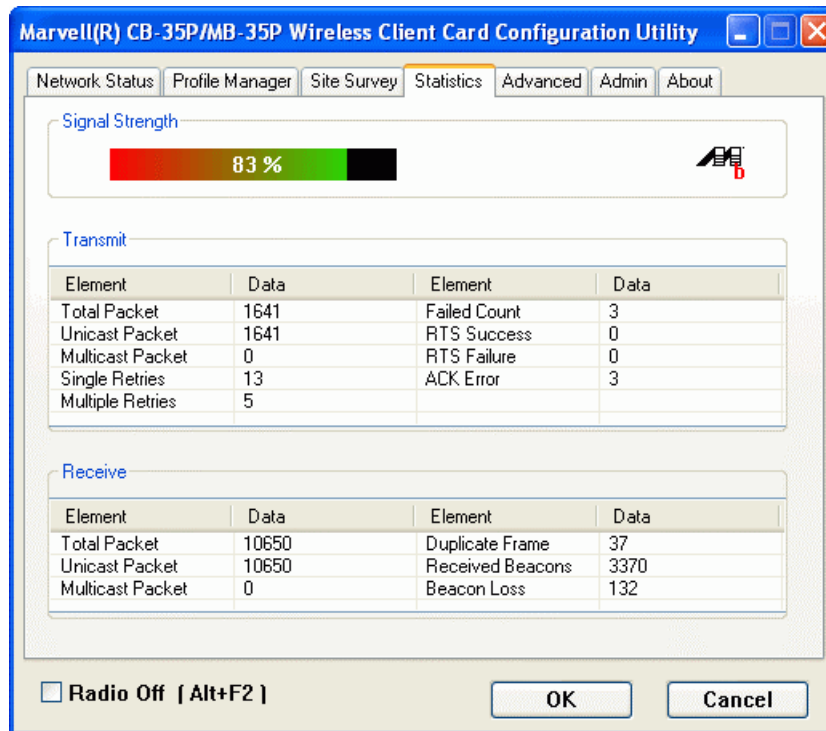 Marvell(R) CB-35P/MB-35P Wireless Client Card Configuration Utility
Network Status Profile Manager Site Survey Statistics Advanced Admin About
Signal Strength
83 %
b
Transmit
Element Data Element Data
Total Packet 1641 Failed Count 3
Unicast Packet 1641 RTS Success 0
Multicast Packet 0 RTS Failure 0
Single Retries 13 ACK Error 3
Multiple Retries 5
Receive
Element Data Element Data
Total Packet 10650 Duplicate Frame 37
Unicast Packet 10650 Received Beacons 3370
Multicast Packet 0 Beacon Loss 132
Radio Off [ Alt+F2 ]
OK Cancel